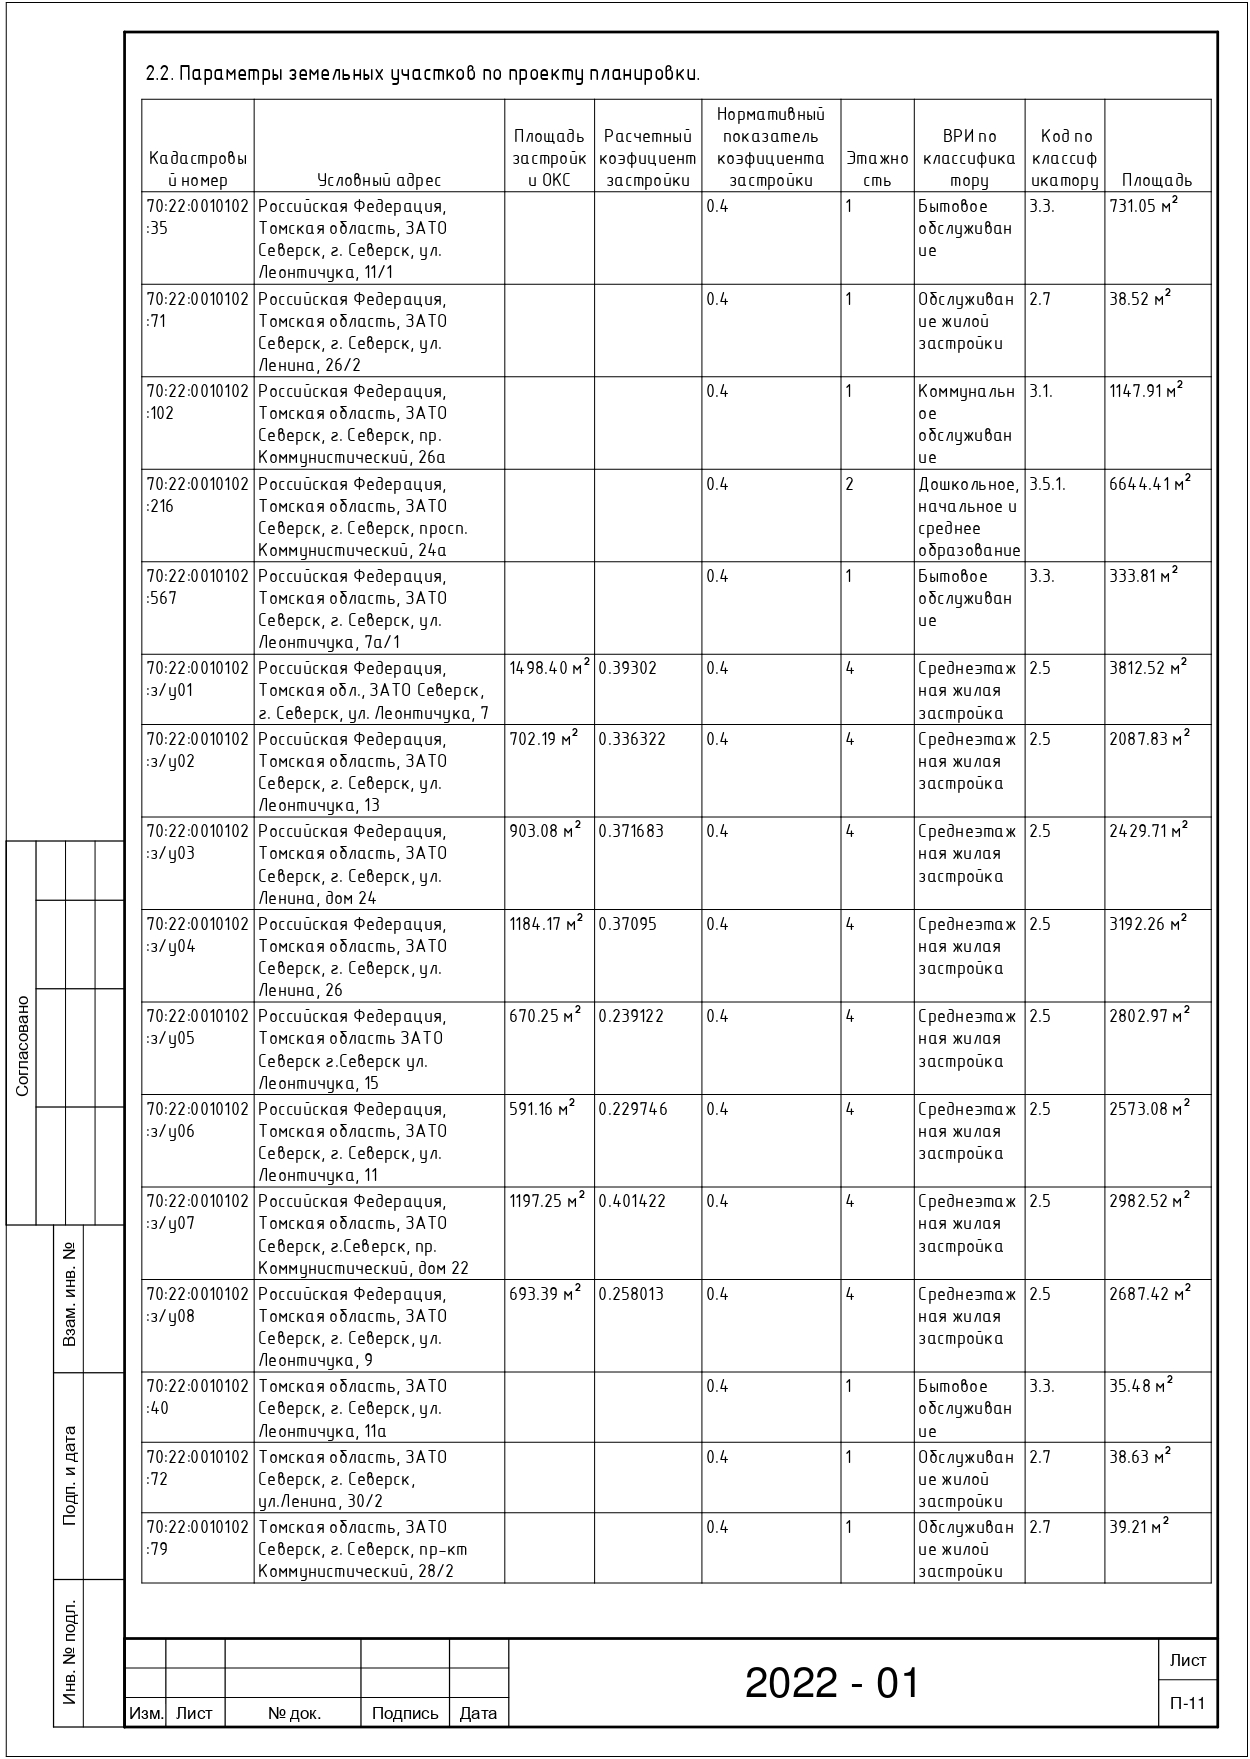 2.2. Параметры земельных участков по проекту планировки.
Кадастровы
й номер
Условный адрес
Площадь
застройк
и ОКС
Расчетный
коэфициент
застройки
Нормативный
показатель
коэфициента
застройки
Этажно
сть
ВРИ по
классифика
тору
Код по
классиф
икатору
Площадь
70:22:0010102 Российская Федерация, 0.4 1 Бытовое 3.3. 731.05 м²
:35 Томская область, ЗАТО обслуживан
Северск, г. Северск, ул. ие
Леонтичука, 11/1
70:22:0010102 Российская Федерация, 0.4 1 Обслуживан 2.7 38.52 м²
:71 Томская область, ЗАТО ие жилой
Северск, г. Северск, ул. застройки
Ленина, 26/2
70:22:0010102 Российская Федерация, 0.4 1 Коммунальн 3.1. 1147.91 м²
:102 Томская область, ЗАТО ое
Северск, г. Северск, пр. обслуживан
Коммунистический, 26а ие
70:22:0010102 Российская Федерация, 0.4 2 Дошкольное, 3.5.1. 6644.41 м²
:216 Томская область, ЗАТО начальное и
Северск, г. Северск, просп. среднее
Коммунистический, 24а образование
70:22:0010102 Российская Федерация, 0.4 1 Бытовое 3.3. 333.81 м²
:567 Томская область, ЗАТО обслуживан
Северск, г. Северск, ул. ие
Леонтичука, 7а/1
70:22:0010102 Российская Федерация, 1498.40 м² 0.39302 0.4 4 Среднеэтаж 2.5 3812.52 м²
:з/у01 Томская обл., ЗАТО Северск, ная жилая
г. Северск, ул. Леонтичука, 7 застройка
70:22:0010102 Российская Федерация, 702.19 м² 0.336322 0.4 4 Среднеэтаж 2.5 2087.83 м²
:з/у02 Томская область, ЗАТО ная жилая
Северск, г. Северск, ул. застройка
Леонтичука, 13
70:22:0010102 Российская Федерация, 903.08 м² 0.371683 0.4 4 Среднеэтаж 2.5 2429.71 м²
:з/у03 Томская область, ЗАТО ная жилая
Северск, г. Северск, ул. застройка
Ленина, дом 24
70:22:0010102 Российская Федерация, 1184.17 м² 0.37095 0.4 4 Среднеэтаж 2.5 3192.26 м²
:з/у04 Томская область, ЗАТО ная жилая
Северск, г. Северск, ул. застройка
Ленина, 26
70:22:0010102 Российская Федерация, 670.25 м² 0.239122 0.4 4 Среднеэтаж 2.5 2802.97 м²
:з/у05 Томская область ЗАТО ная жилая
Северск г.Северск ул. застройка
Леонтичука, 15
70:22:0010102 Российская Федерация, 591.16 м² 0.229746 0.4 4 Среднеэтаж 2.5 2573.08 м²
:з/у06 Томская область, ЗАТО ная жилая
Северск, г. Северск, ул. застройка
Леонтичука, 11
70:22:0010102 Российская Федерация, 1197.25 м² 0.401422 0.4 4 Среднеэтаж 2.5 2982.52 м²
:з/у07 Томская область, ЗАТО ная жилая
Северск, г.Северск, пр. застройка
Коммунистический, дом 22
70:22:0010102 Российская Федерация, 693.39 м² 0.258013 0.4 4 Среднеэтаж 2.5 2687.42 м²
:з/у08 Томская область, ЗАТО ная жилая
Северск, г. Северск, ул. застройка
Леонтичука, 9
70:22:0010102 Томская область, ЗАТО 0.4 1 Бытовое 3.3. 35.48 м²
:40 Северск, г. Северск, ул. обслуживан
Леонтичука, 11а ие
70:22:0010102 Томская область, ЗАТО 0.4 1 Обслуживан 2.7 38.63 м²
:72 Северск, г. Северск, ие жилой
ул.Ленина, 30/2 застройки
70:22:0010102 Томская область, ЗАТО 0.4 1 Обслуживан 2.7 39.21 м²
:79 Северск, г. Северск, пр-кт ие жилой
Коммунистический, 28/2 застройки
Согласовано
Взам. инв. №
Подп. и дата
Инв. № подл.
Изм. Лист № док. Подпись Дата
2022 - 01
Лист
П-11